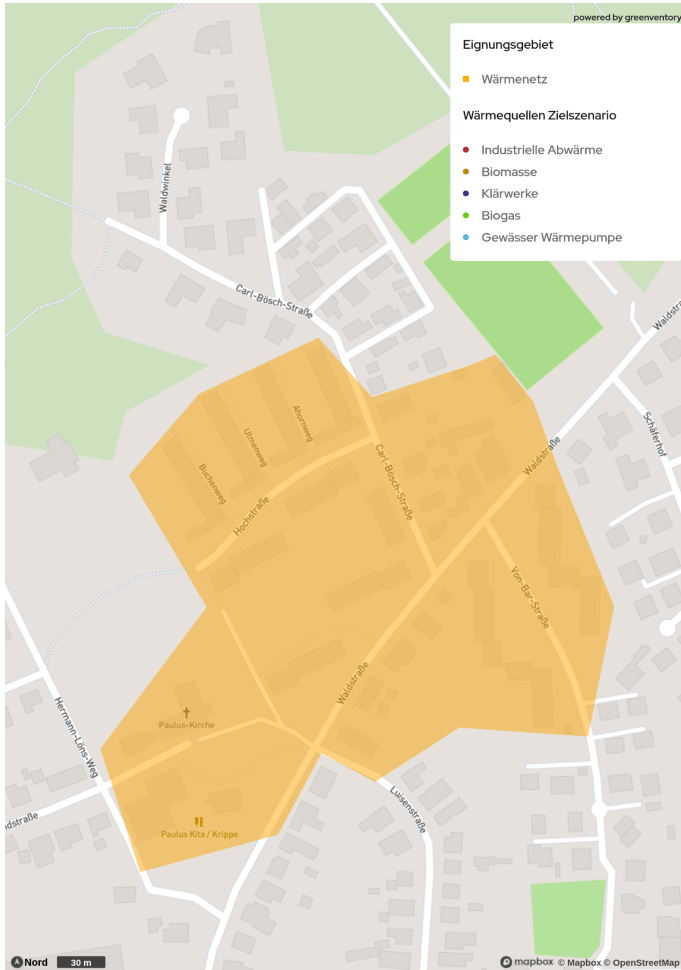 powered by greenventory
Eignungsgebiet
Wärmenetz
Wärmequellen Zielszenario
Industrielle Abwärme
Biomasse
Klärwerke
Biogas
Gewässer Wärmepumpe
Waldwinkel
Carl-Bösch-Straße
Waldstra
Schäferhof
Ahornweg
Ulmenweg
Buchenweg
Hochstraße
Carl-Bösch-Straße
Waldstraße
Von-Bar-Straße
Waldstraße
Hermann-Löns-Weg
Paulus-Kirche
Luisenstraße
ndstraße
Paulus Kita / Krippe
Nord
30 m
mapbox © Mapbox © OpenStreetMap